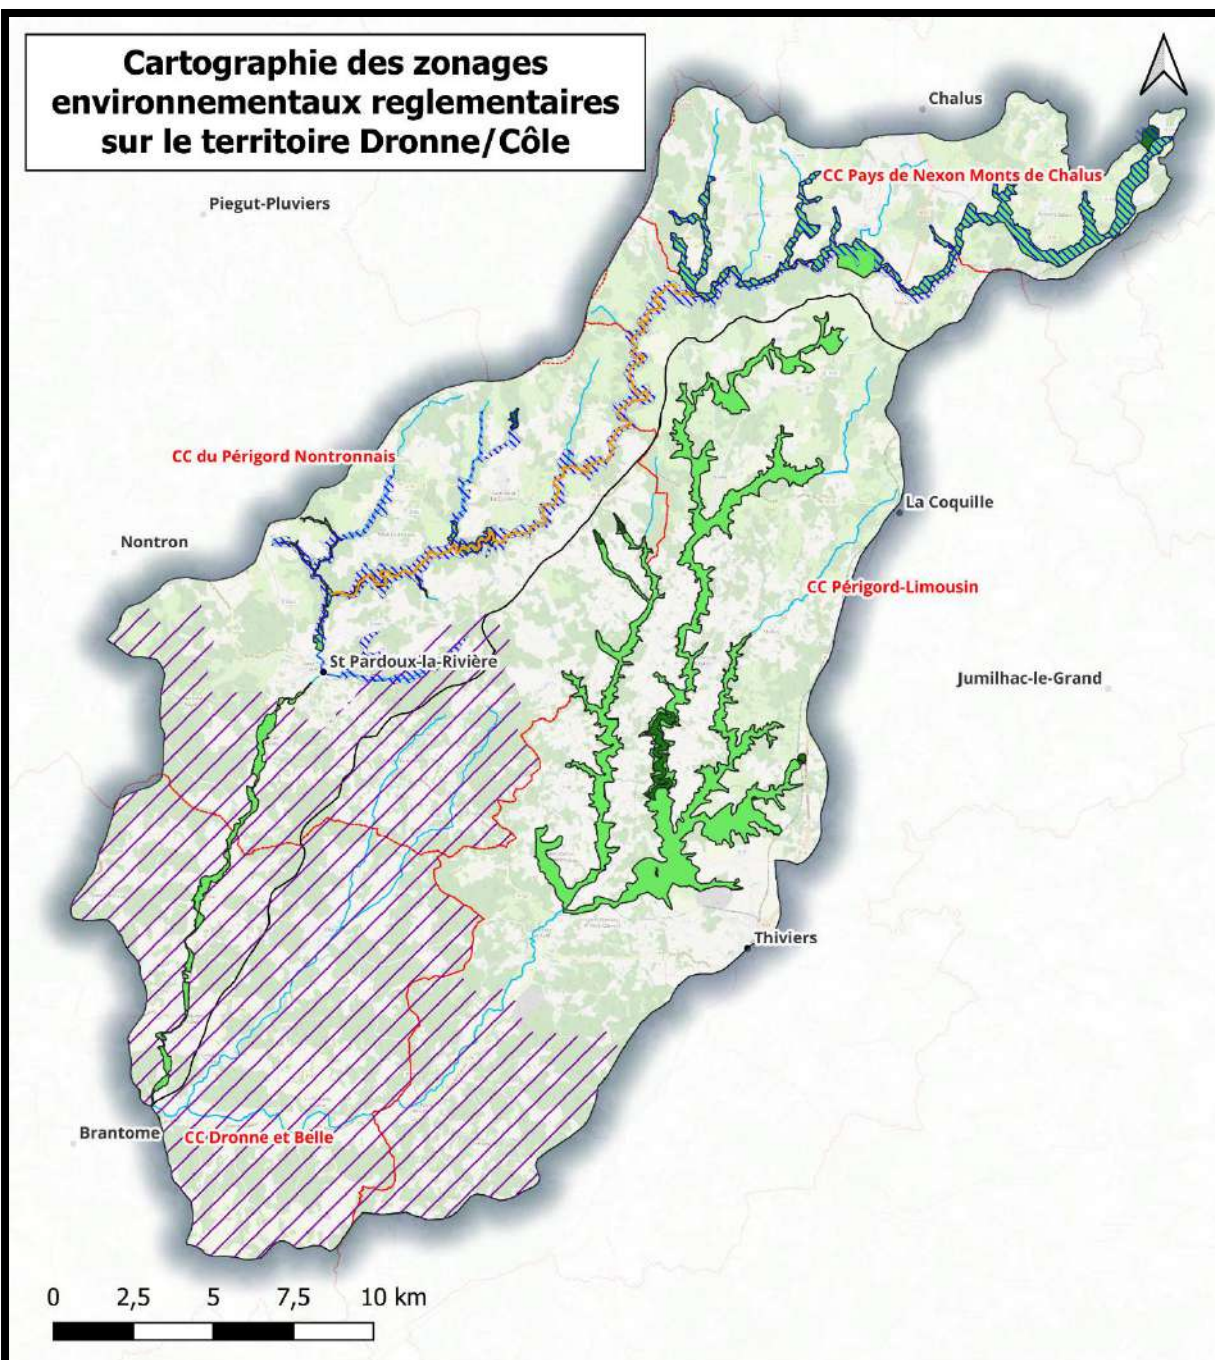 Cartographie des zonages
environnementaux reglementaires
sur le territoire Dronne/Côle
Chalus
CC Pays de Nexon Monts de Chalus
Piegut-Pluviers
CC du Périgord Nontronnais
La Coquille
Nontron
CC Périgord-Limousin
St Pardoux-la-Rivière
Jumilhac-le-Grand
Thiviers
Brantome
CC Dronne et Belle
0 2,5 5 7,5 10 km